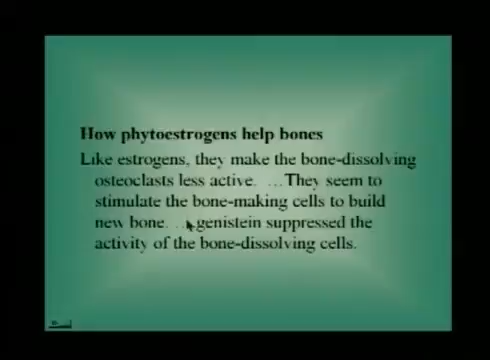 How phytoestrogens help bones
Like estrogens, they make the bone-dissolving
osteoclasts less active. ...They seem to
stimulate the bone-making cells to build
new bone. ...genistein suppressed the
activity of the bone-dissolving cells.